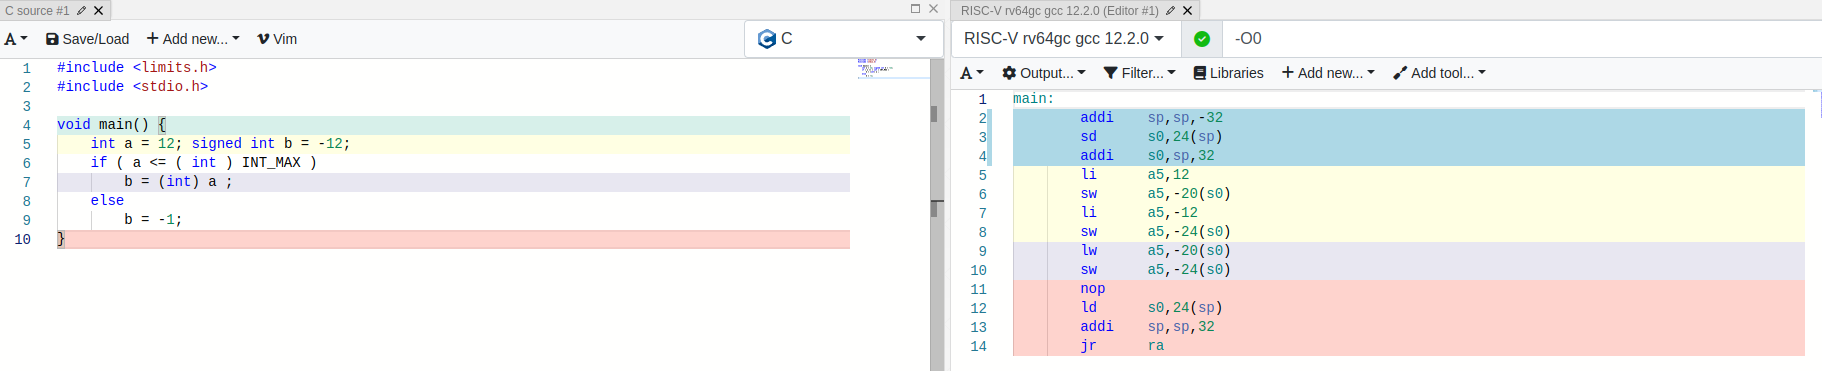 C source #1
A Save/Load Add new... Vim C
1 #include <limits.h>
2 #include <stdio.h>
3
4 void main() {
5 int a = 12; signed int b = -12;
6 if ( a <= ( int ) INT_MAX )
7 b = (int) a ;
8 else
9 b = -1;
10 }
RISC-V rv64gc gcc 12.2.0 (Editor #1)
RISC-V rv64gc gcc 12.2.0 -O0
A Output... Filter... Libraries Add new... Add tool...
1 main:
2 addi sp,sp,-32
3 sd s0,24(sp)
4 addi s0,sp,32
5 li a5,12
6 sw a5,-20(s0)
7 li a5,-12
8 sw a5,-24(s0)
9 lw a5,-20(s0)
10 sw a5,-24(s0)
11 nop
12 ld s0,24(sp)
13 addi sp,sp,32
14 jr ra